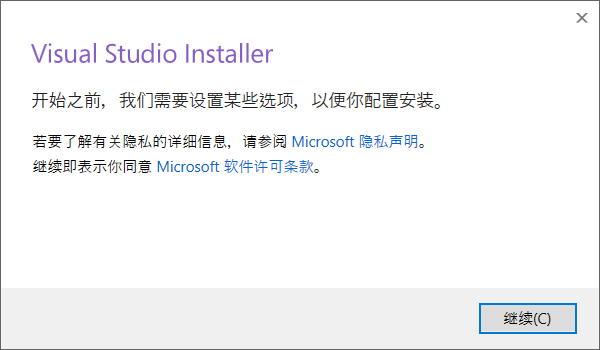 Visual Studio Installer
开始之前，我们需要设置某些选项，以便你配置安装。
若要了解有关隐私的详细信息，请参阅 Microsoft 隐私声明。
继续即表示你同意 Microsoft 软件许可条款。
继续(C)